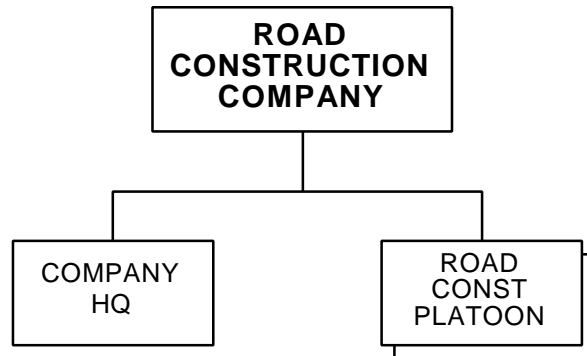 ROAD
CONSTRUCTION
COMPANY
COMPANY
HQ
ROAD
CONST
PLATOON